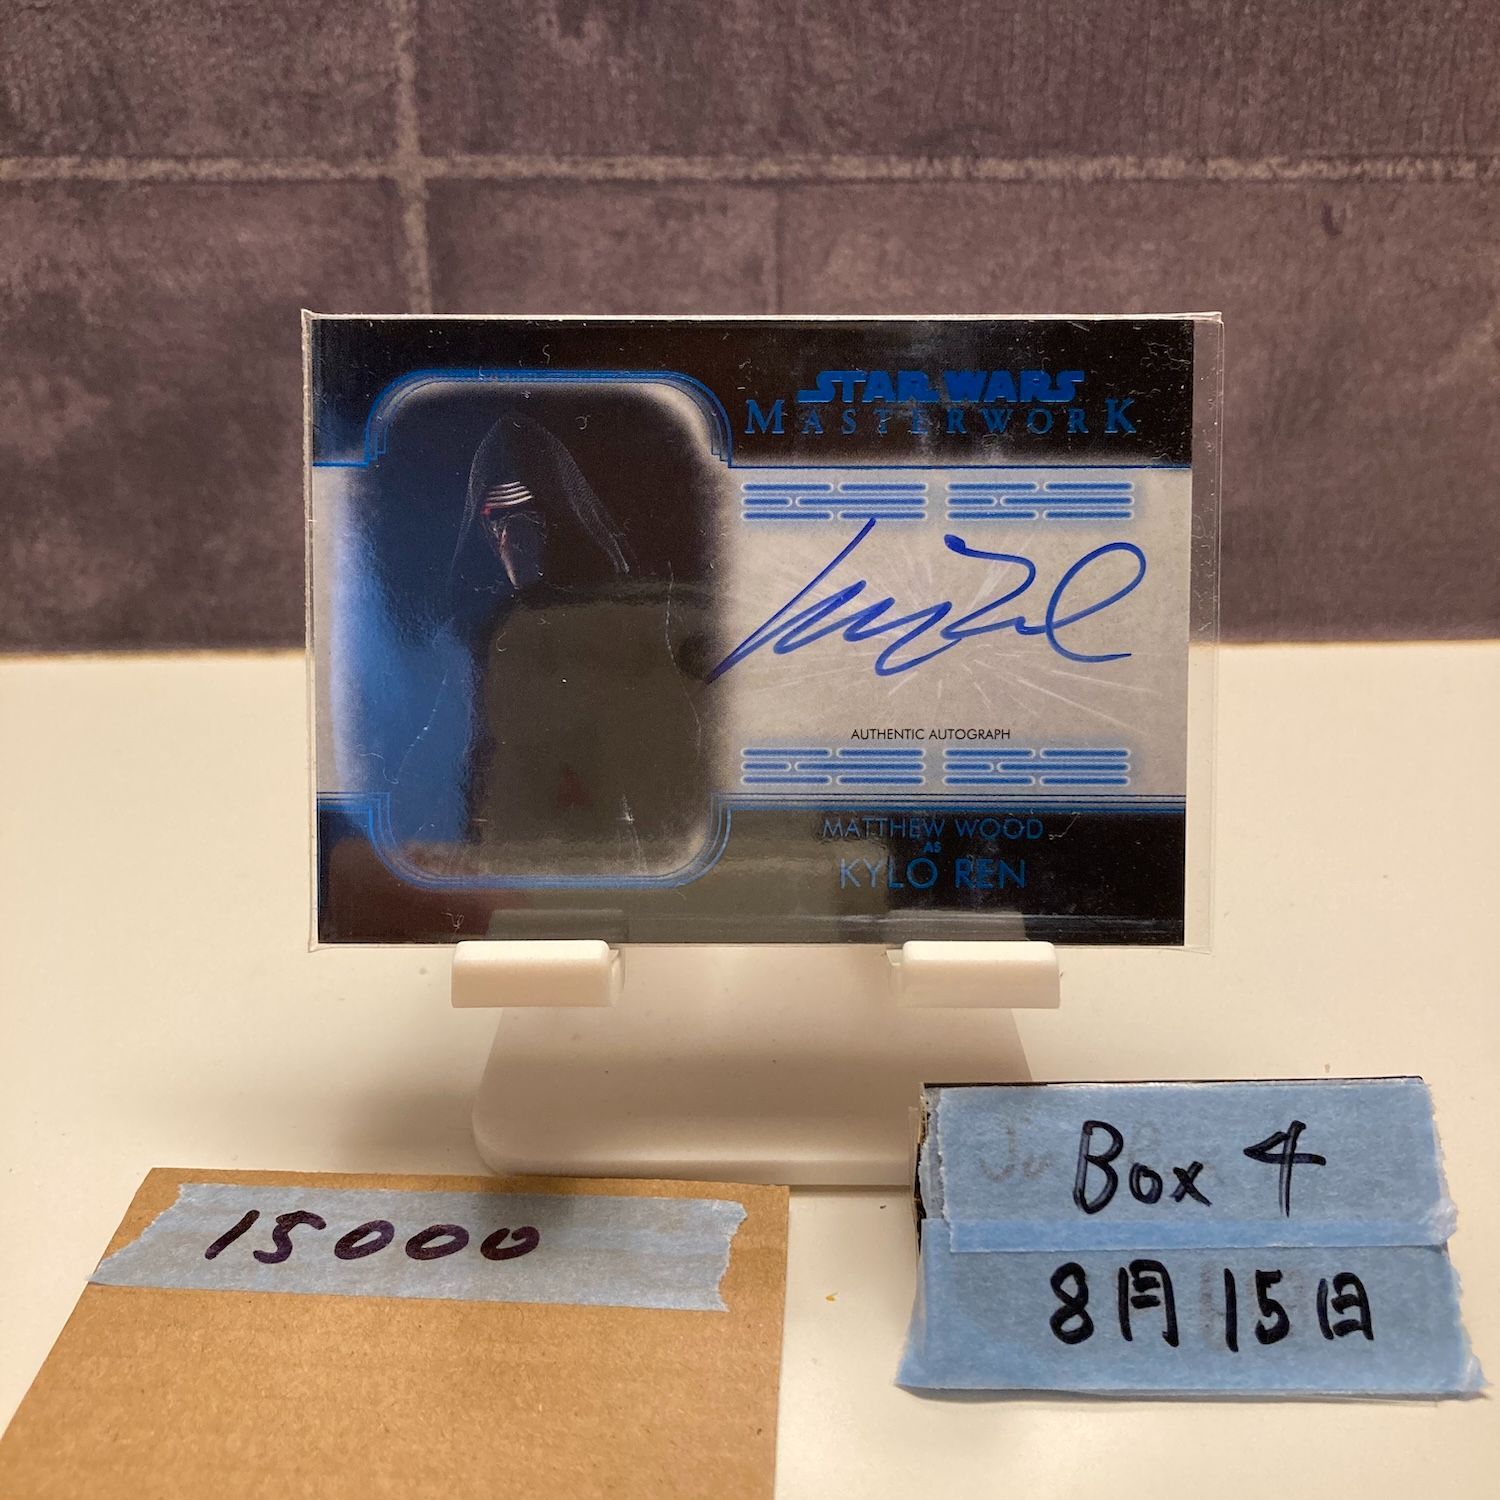 STAR WARS
MASTERWORK
AUTHENTIC AUTOGRAPH
MATTHEW WOOD
AS
KYLO REN
15000
Box 4
8月15日